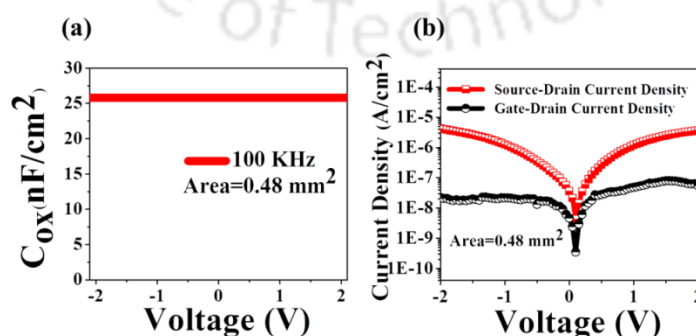 of Techno
(a)
(b)
30
25
20
15
10
5
0
C_ox(nF/cm²)
100 KHz
Area=0.48 mm²
-2 -1 0 1 2
Voltage (V)
1E-4
1E-5
1E-6
1E-7
1E-8
1E-9
1E-10
Current Density (A/cm²)
Source-Drain Current Density
Gate-Drain Current Density
Area=0.48 mm²
-2 -1 0 1 2
Voltage (V)